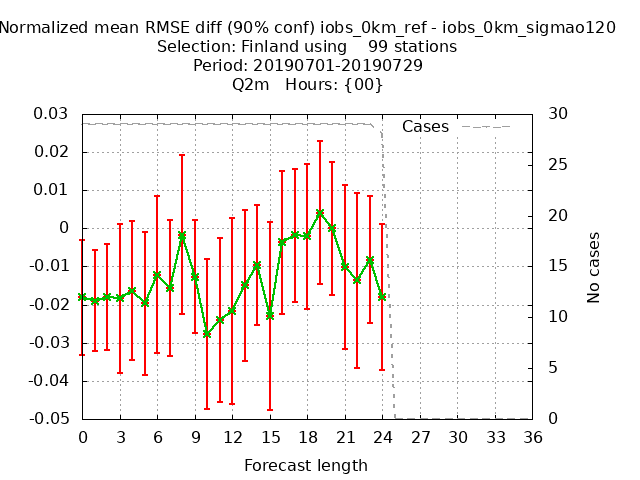 Normalized mean RMSE diff (90% conf) iobs_0km_ref - iobs_0km_sigmao120
Selection: Finland using    99 stations
Period: 20190701-20190729
Q2m   Hours: {00}
Cases
0.03
0.02
0.01
0
-0.01
-0.02
-0.03
-0.04
-0.05
30
25
20
15
10
5
0
No cases
0 3 6 9 12 15 18 21 24 27 30 33 36
Forecast length